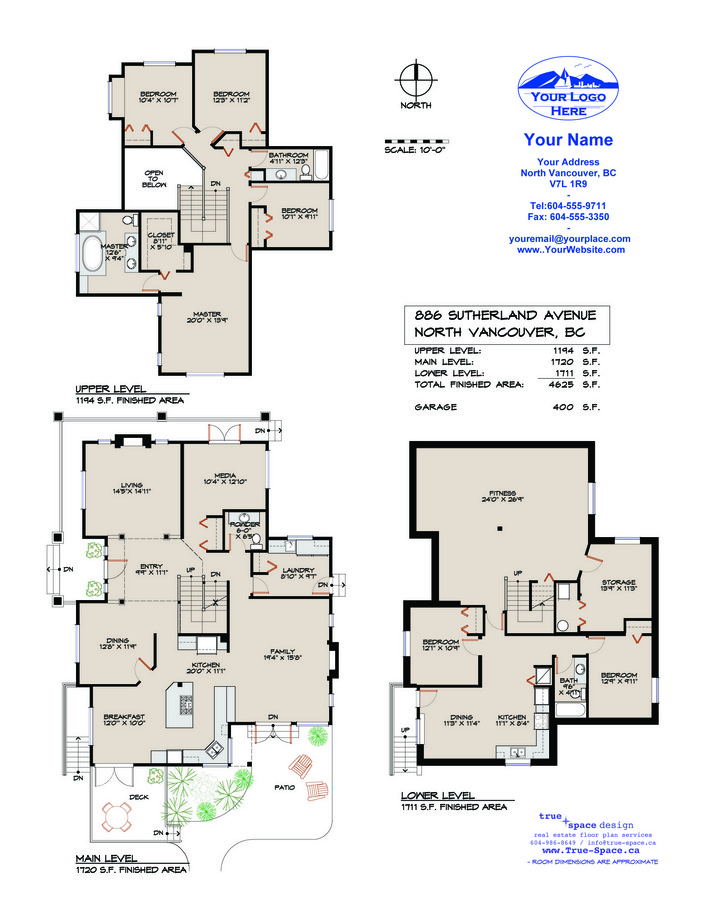 BEDROOM
10'4" X 10'7"
BEDROOM
12'3" X 11'2"
OPEN
TO
BELOW
DN
BATHROOM
4'11" X 12'3"
BEDROOM
10'1" X 9'11"
CLOSET
8'11"
X 5'10
MASTER
12'6"
X 9'4"
MASTER
20'0" X 13'9"
UPPER LEVEL
1194 S.F. FINISHED AREA
NORTH
SCALE: 10'-0"
YOUR LOGO
HERE
Your Name
Your Address
North Vancouver, BC
V7L 1R9
-
Tel:604-555-9711
Fax: 604-555-3350
-
youremail@yourplace.com
www..YourWebsite.com
886 SUTHERLAND AVENUE
NORTH VANCOUVER, BC
UPPER LEVEL: 1194 S.F.
MAIN LEVEL: 1720 S.F.
LOWER LEVEL: 1711 S.F.
TOTAL FINISHED AREA: 4625 S.F.
GARAGE 400 S.F.
DN
LIVING
14'5" X 14'11"
MEDIA
10'4" X 12'10"
POWDER
6'-0"
X 6'5"
ENTRY
9'9" X 11'1"
DN
UP
DN
LAUNDRY
8'10" X 9'7"
DN
DINING
12'8" X 11'9"
KITCHEN
20'0" X 11'1"
FAMILY
19'4" X 15'8"
BREAKFAST
12'0" X 10'0"
DN
DN
DECK
DN
PATIO
MAIN LEVEL
1720 S.F. FINISHED AREA
FITNESS
24'0" X 26'9"
UP
STORAGE
13'9" X 11'3"
BEDROOM
12'1" X 10'9"
BATH
9'6"
X 4'11
BEDROOM
12'9" X 9'11"
DINING
11'3" X 11'4"
KITCHEN
11'1" X 8'4"
UP
LOWER LEVEL
1711 S.F. FINISHED AREA
true
+
space design
real estate floor plan services
604-986-8649 / info@true-space.ca
www.True-Space.ca
- ROOM DIMENSIONS ARE APPROXIMATE